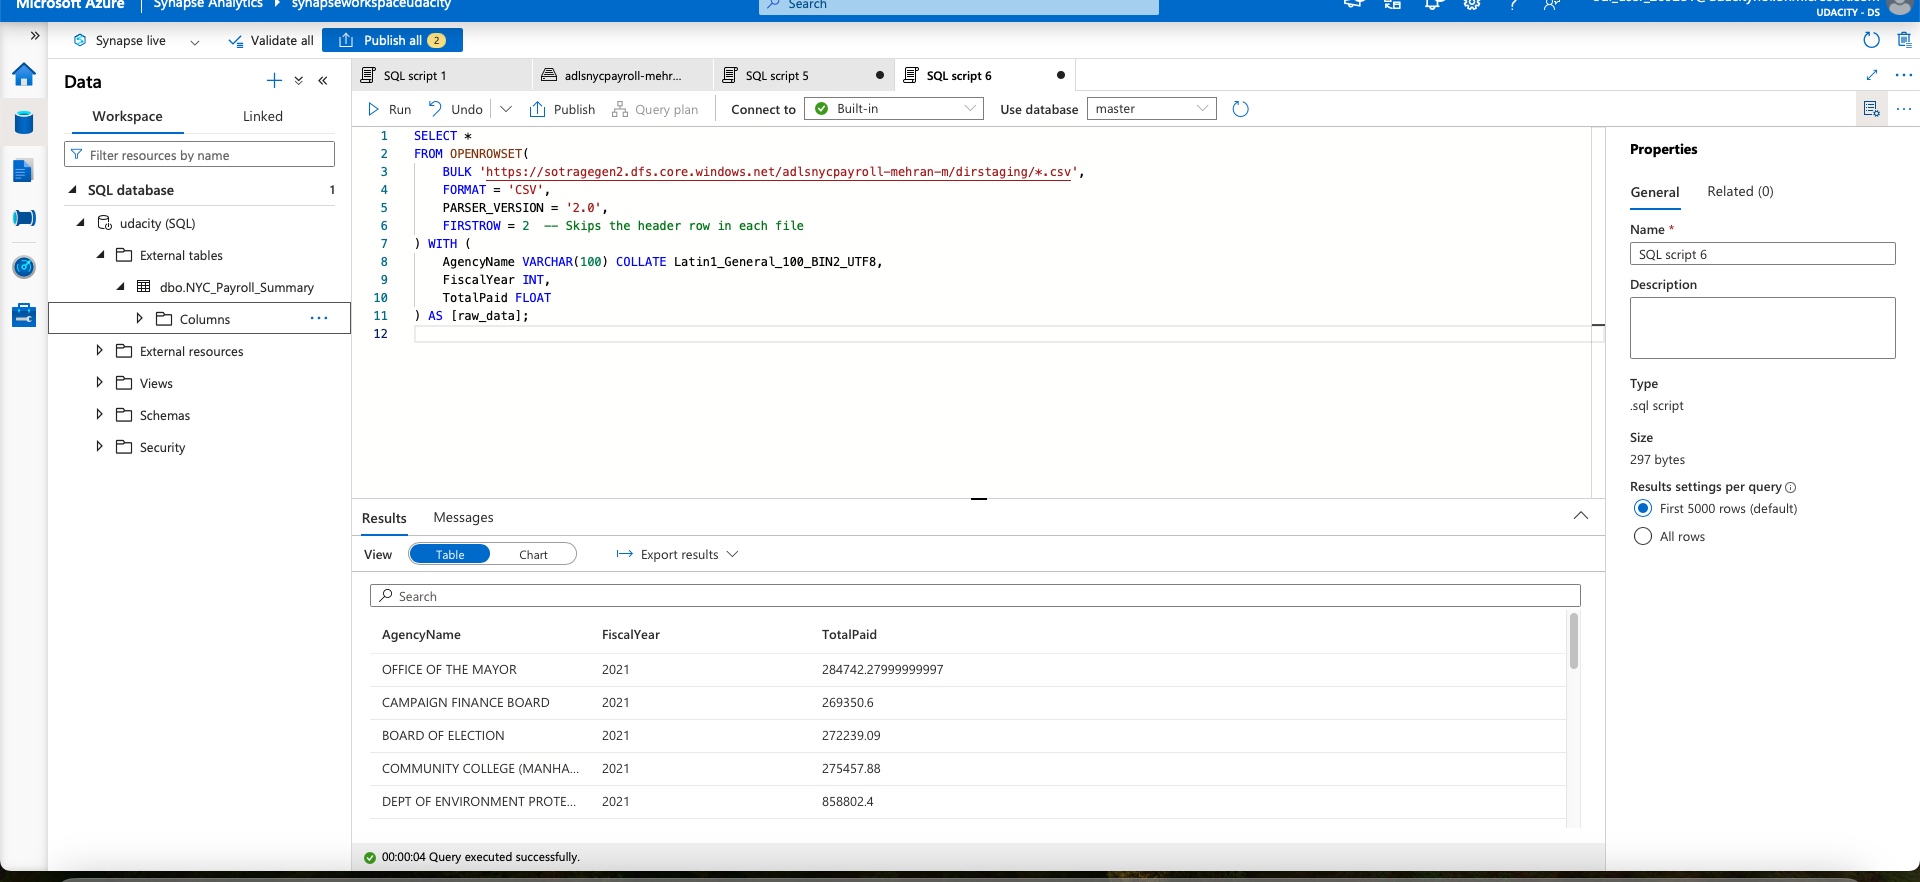 Microsoft Azure
Synapse Analytics
synapseworkspaceudacity
Search
UDACITY - DS
Synapse live
Validate all
Publish all 2
Data
Workspace
Linked
Filter resources by name
SQL database
1
udacity (SQL)
External tables
dbo.NYC_Payroll_Summary
Columns
External resources
Views
Schemas
Security
SQL script 1
adlsnycpayroll-mehr...
SQL script 5
SQL script 6
Run
Undo
Publish
Query plan
Connect to
Built-in
Use database
master
1 SELECT *
2 FROM OPENROWSET(
3 BULK 'https://sotragegen2.dfs.core.windows.net/adlsnycpayroll-mehran-m/dirstaging/*.csv',
4 FORMAT = 'CSV',
5 PARSER_VERSION = '2.0',
6 FIRSTROW = 2 -- Skips the header row in each file
7 ) WITH (
8 AgencyName VARCHAR(100) COLLATE Latin1_General_100_BIN2_UTF8,
9 FiscalYear INT,
10 TotalPaid FLOAT
11 ) AS [raw_data];
12
Results
Messages
View
Table
Chart
Export results
Search
AgencyName FiscalYear TotalPaid
OFFICE OF THE MAYOR 2021 284742.27999999997
CAMPAIGN FINANCE BOARD 2021 269350.6
BOARD OF ELECTION 2021 272239.09
COMMUNITY COLLEGE (MANHA... 2021 275457.88
DEPT OF ENVIRONMENT PROTE... 2021 858802.4
00:00:04 Query executed successfully.
Properties
General
Related (0)
Name *
SQL script 6
Description
Type
.sql script
Size
297 bytes
Results settings per query
First 5000 rows (default)
All rows